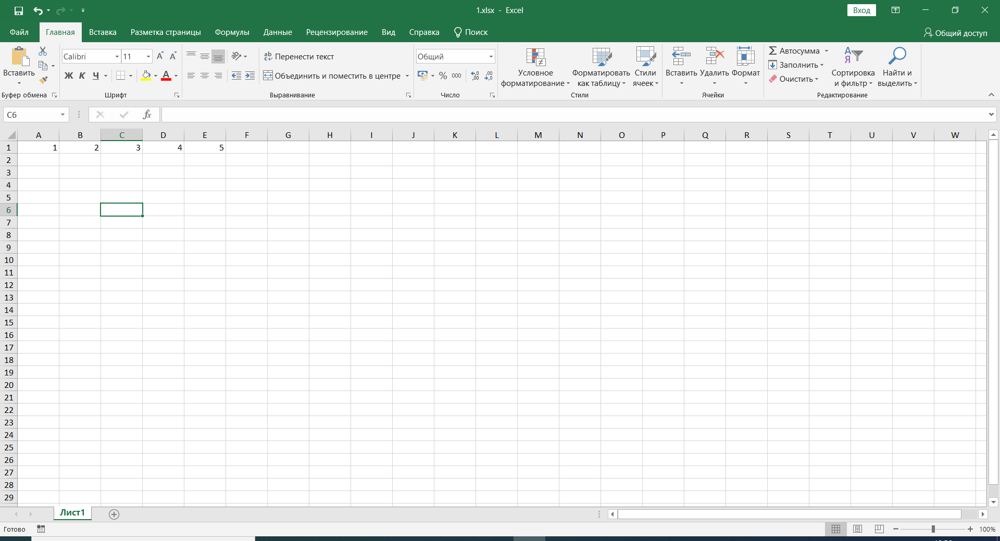 1.xlsx - Excel
Вход
Файл Главная Вставка Разметка страницы Формулы Данные Рецензирование Вид Справка Поиск Общий доступ
Calibri 11 Перенести текст Общий Автосумма
Заполнить
Вставить Условное форматирование Форматировать как таблицу Стили ячеек Вставить Удалить Формат Сортировка и фильтр Найти и выделить
Ж К Ч А Объединить и поместить в центре % 000 Очистить
Буфер обмена Шрифт Выравнивание Число Стили Ячейки Редактирование
C6 fx
A B C D E F G H I J K L M N O P Q R S T U V W
1 1 2 3 4 5
2
3
4
5
6
7
8
9
10
11
12
13
14
15
16
17
18
19
20
21
22
23
24
25
26
27
28
29
Лист1
Готово 100%